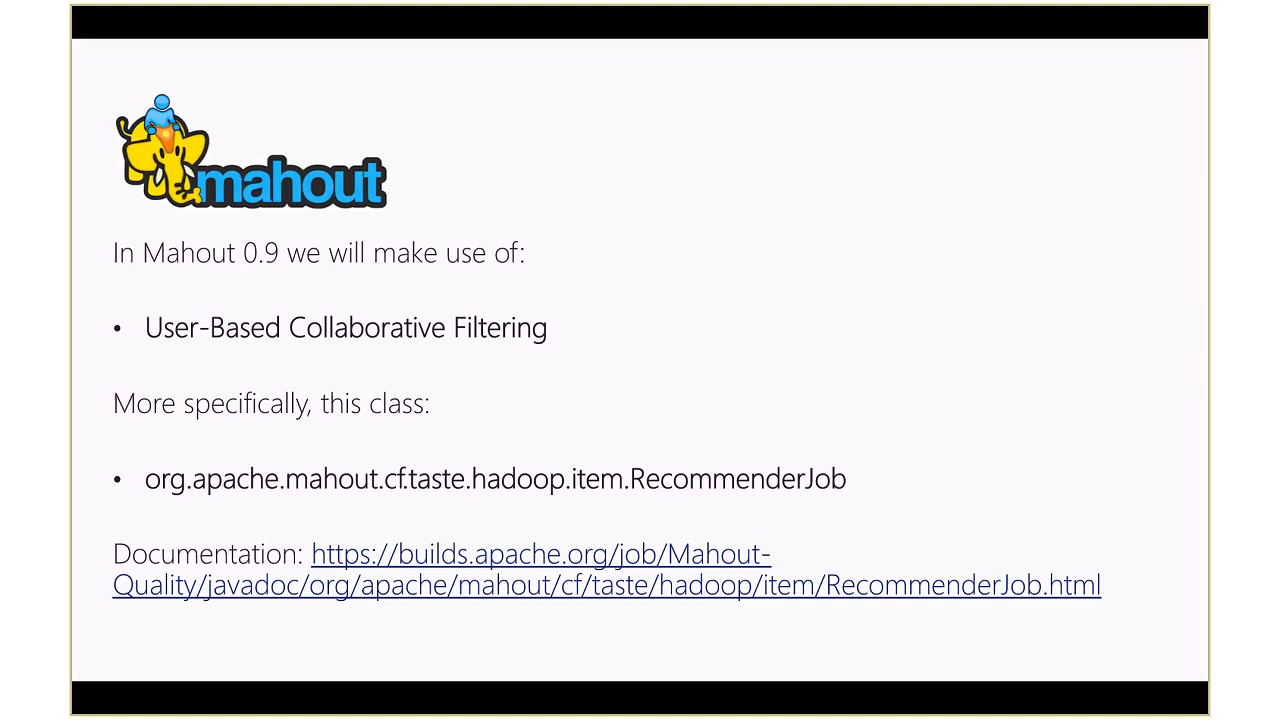 mahout
In Mahout 0.9 we will make use of:
• User-Based Collaborative Filtering
More specifically, this class:
• org.apache.mahout.cf.taste.hadoop.item.RecommenderJob
Documentation: https://builds.apache.org/job/Mahout-
Quality/javadoc/org/apache/mahout/cf/taste/hadoop/item/RecommenderJob.html